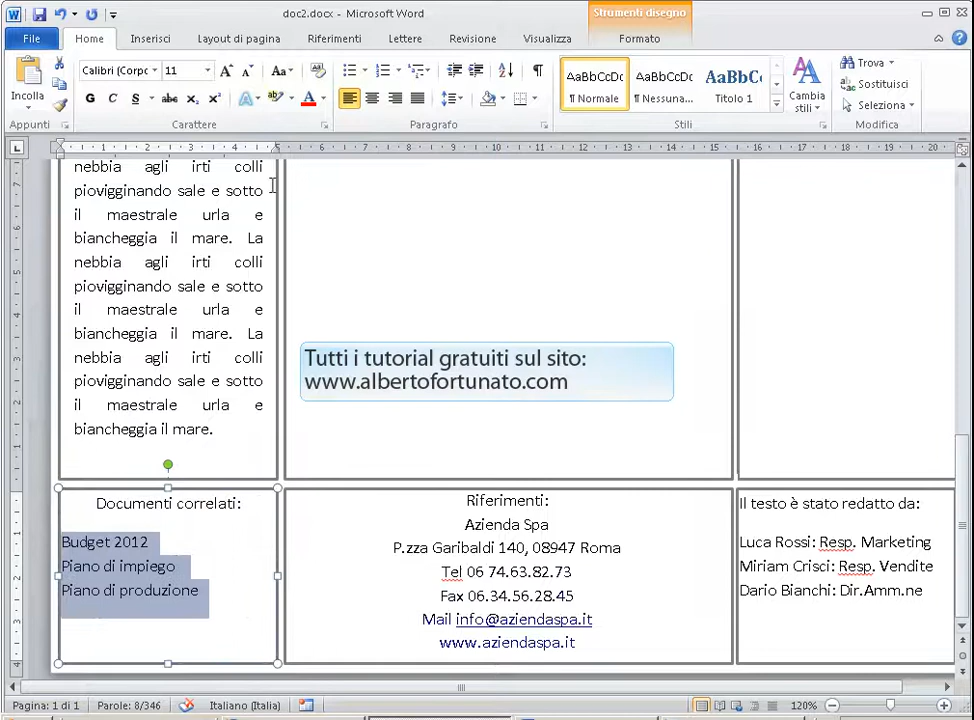 doc2.docx - Microsoft Word
Strumenti disegno
File
Home
Inserisci
Layout di pagina
Riferimenti
Lettere
Revisione
Visualizza
Formato
Incolla
Appunti
Calibri (Corpo
11
Carattere
Paragrafo
AaBbCcDc
¶ Normale
AaBbCcDc
¶ Nessuna...
AaBbCc
Titolo 1
Cambia
stili
Stili
Trova
Sostituisci
Seleziona
Modifica
nebbia agli irti colli
piovigginando sale e sotto
il maestrale urla e
biancheggia il mare. La
nebbia agli irti colli
piovigginando sale e sotto
il maestrale urla e
biancheggia il mare. La
nebbia agli irti colli
piovigginando sale e sotto
il maestrale urla e
biancheggia il mare.
Tutti i tutorial gratuiti sul sito:
www.albertofortunato.com
Documenti correlati:
Budget 2012
Piano di impiego
Piano di produzione
Riferimenti:
Azienda Spa
P.zza Garibaldi 140, 08947 Roma
Tel 06 74.63.82.73
Fax 06.34.56.28.45
Mail info@aziendaspa.it
www.aziendaspa.it
Il testo è stato redatto da:
Luca Rossi: Resp. Marketing
Miriam Crisci: Resp. Vendite
Dario Bianchi: Dir.Amm.ne
Pagina: 1 di 1
Parole: 8/346
Italiano (Italia)
120%